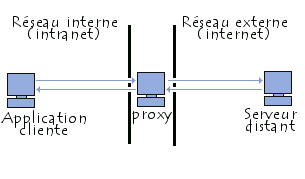 Réseau interne
(intranet)
Réseau externe
(internet)
Application
cliente
proxy
Serveur
distant